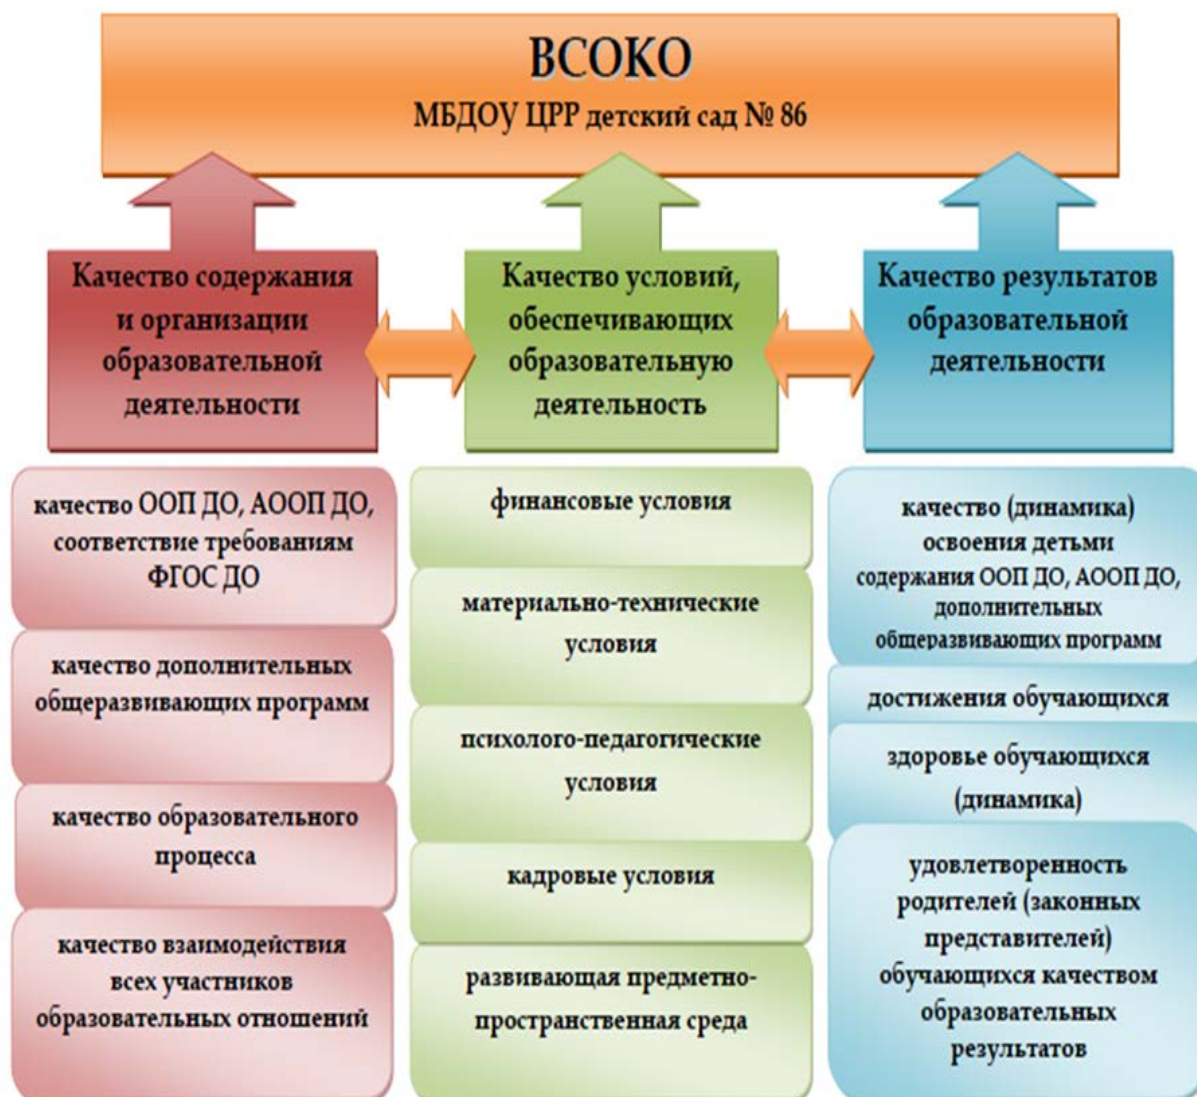 ВСОКО
МБДОУ ЦРР детский сад № 86
Качество содержания
и организации
образовательной
деятельности
Качество условий,
обеспечивающих
образовательную
деятельность
Качество результатов
образовательной
деятельности
качество ООП ДО, АООП ДО,
соответствие требованиям
ФГОС ДО
качество дополнительных
общеразвивающих программ
качество образовательного
процесса
качество взаимодействия
всех участников
образовательных отношений
финансовые условия
материально-технические
условия
психолого-педагогические
условия
кадровые условия
развивающая предметно-
пространственная среда
качество (динамика)
освоения детьми
содержания ООП ДО, АООП ДО,
дополнительных
общеразвивающих программ
достижения обучающихся
здоровье обучающихся
(динамика)
удовлетворенность
родителей (законных
представителей)
обучающихся качеством
образовательных
результатов